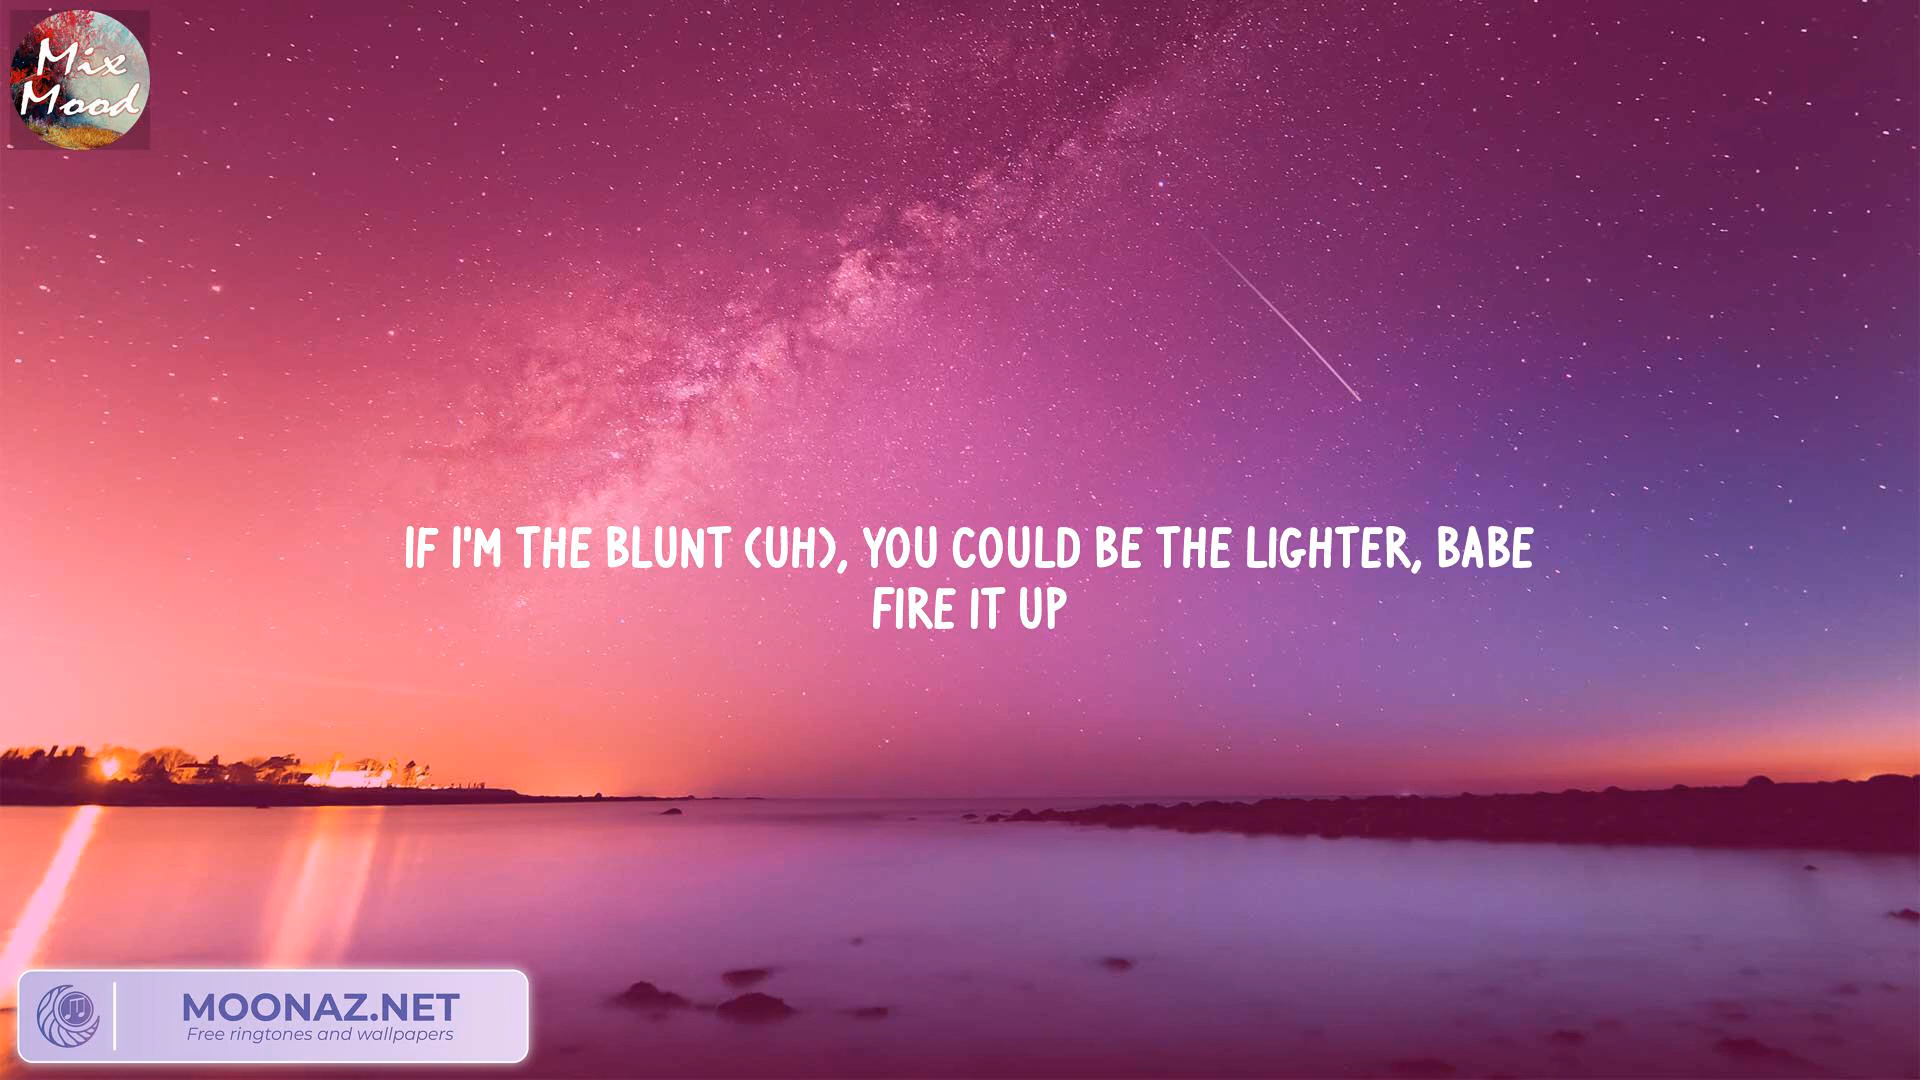 Mix
Mood
IF I'M THE BLUNT (UH), YOU COULD BE THE LIGHTER, BABE
FIRE IT UP
MOONAZ.NET
Free ringtones and wallpapers